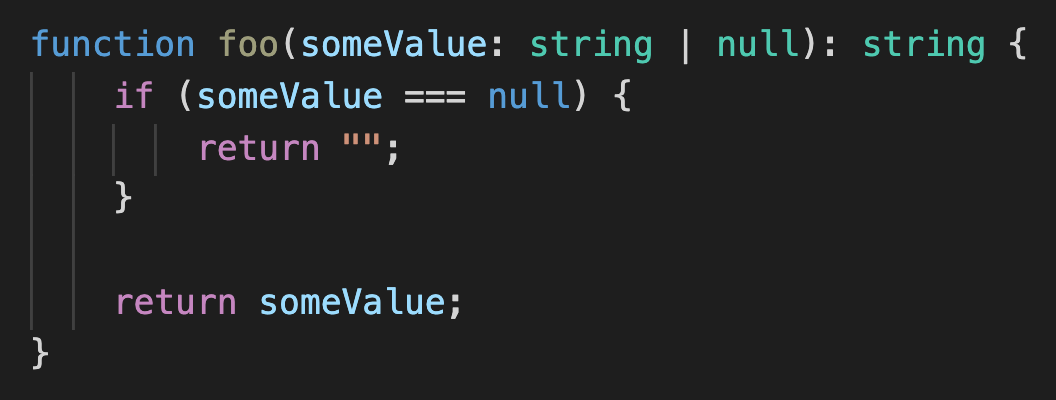 function foo(someValue: string | null): string {
    if (someValue === null) {
        return "";
    }

    return someValue;
}